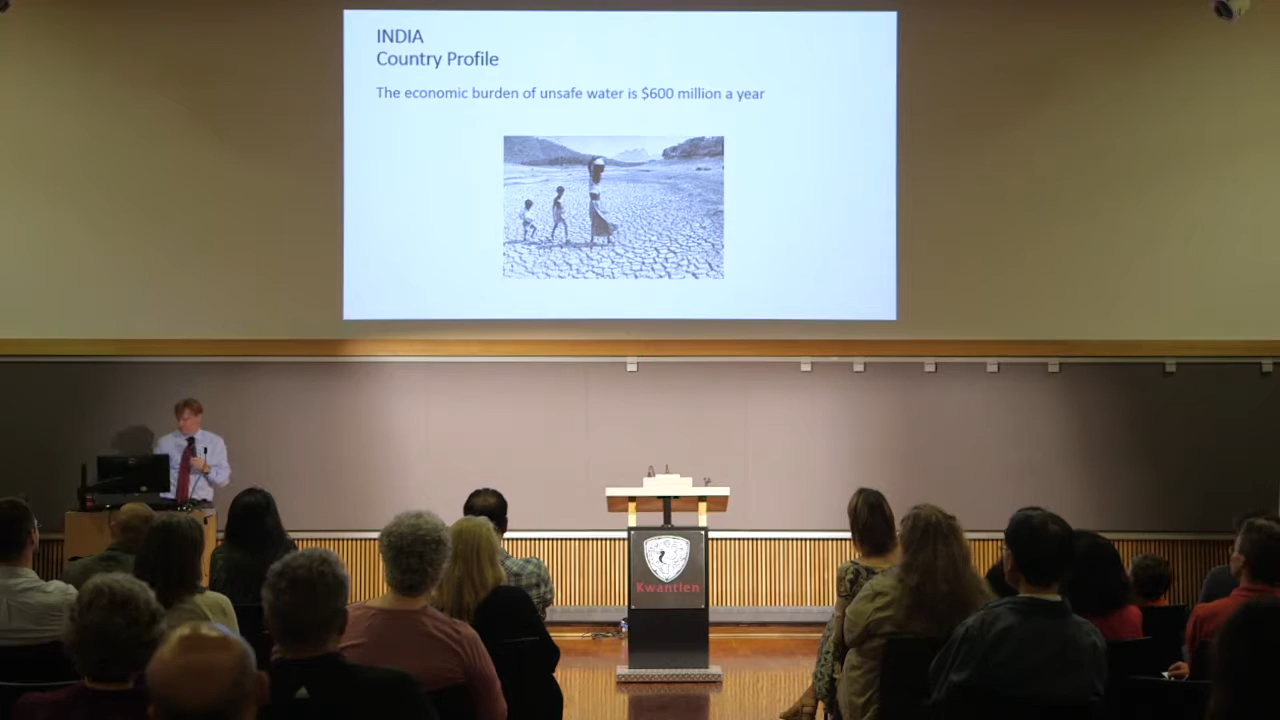 INDIA
Country Profile
The economic burden of unsafe water is $600 million a year
Kwantlen